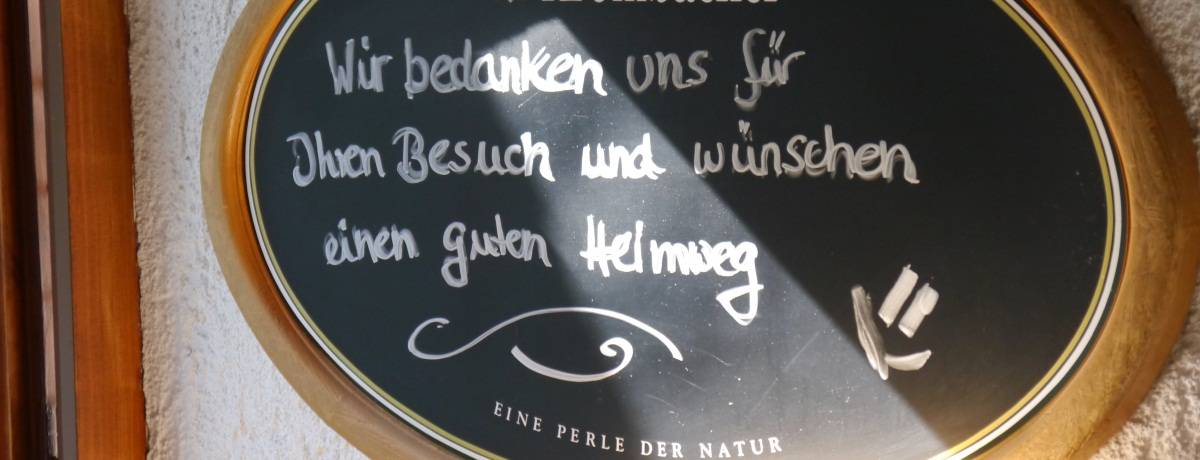 Wir bedanken uns für
Ihren Besuch und wünschen
einen guten Heimweg
EINE PERLE DER NATUR